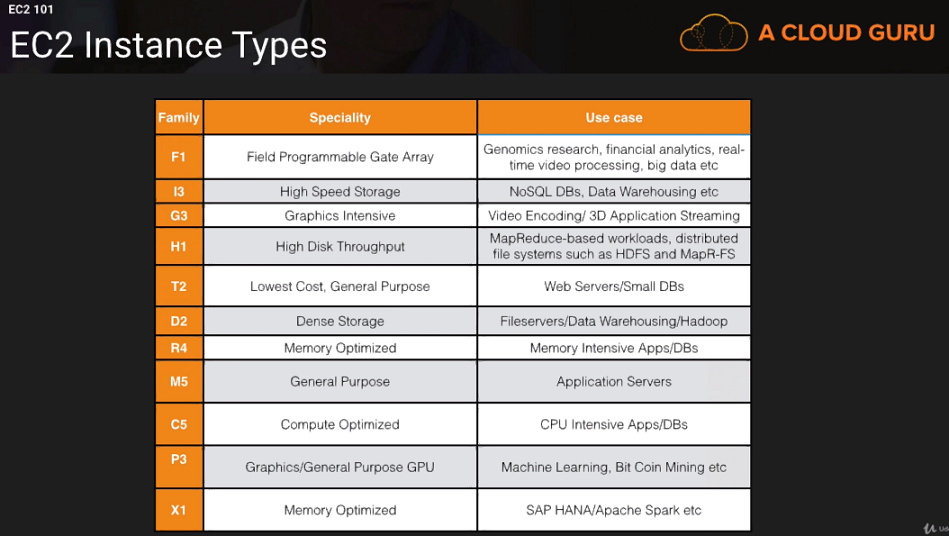 EC2 101
EC2 Instance Types
A CLOUD GURU
Family Speciality Use case
F1 Field Programmable Gate Array Genomics research, financial analytics, real-
time video processing, big data etc
I3 High Speed Storage NoSQL DBs, Data Warehousing etc
G3 Graphics Intensive Video Encoding/ 3D Application Streaming
H1 High Disk Throughput MapReduce-based workloads, distributed
file systems such as HDFS and MapR-FS
T2 Lowest Cost, General Purpose Web Servers/Small DBs
D2 Dense Storage Fileservers/Data Warehousing/Hadoop
R4 Memory Optimized Memory Intensive Apps/DBs
M5 General Purpose Application Servers
C5 Compute Optimized CPU Intensive Apps/DBs
P3 Graphics/General Purpose GPU Machine Learning, Bit Coin Mining etc
X1 Memory Optimized SAP HANA/Apache Spark etc